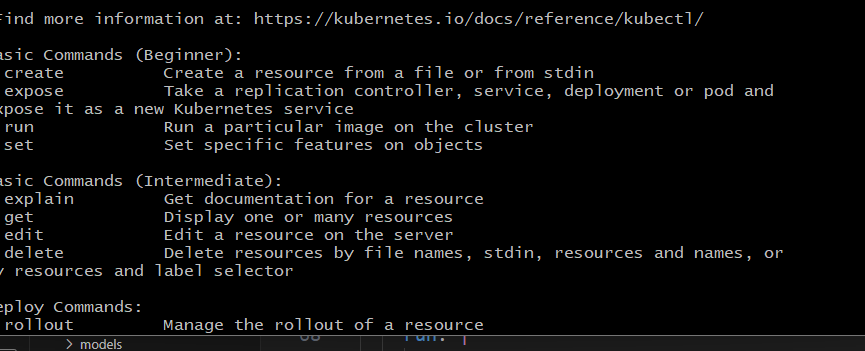 ind more information at: https://kubernetes.io/docs/reference/kubectl/
asic Commands (Beginner):
create Create a resource from a file or from stdin
expose Take a replication controller, service, deployment or pod and
xpose it as a new Kubernetes service
run Run a particular image on the cluster
set Set specific features on objects
asic Commands (Intermediate):
explain Get documentation for a resource
get Display one or many resources
edit Edit a resource on the server
delete Delete resources by file names, stdin, resources and names, or
y resources and label selector
eploy Commands:
rollout Manage the rollout of a resource
> models